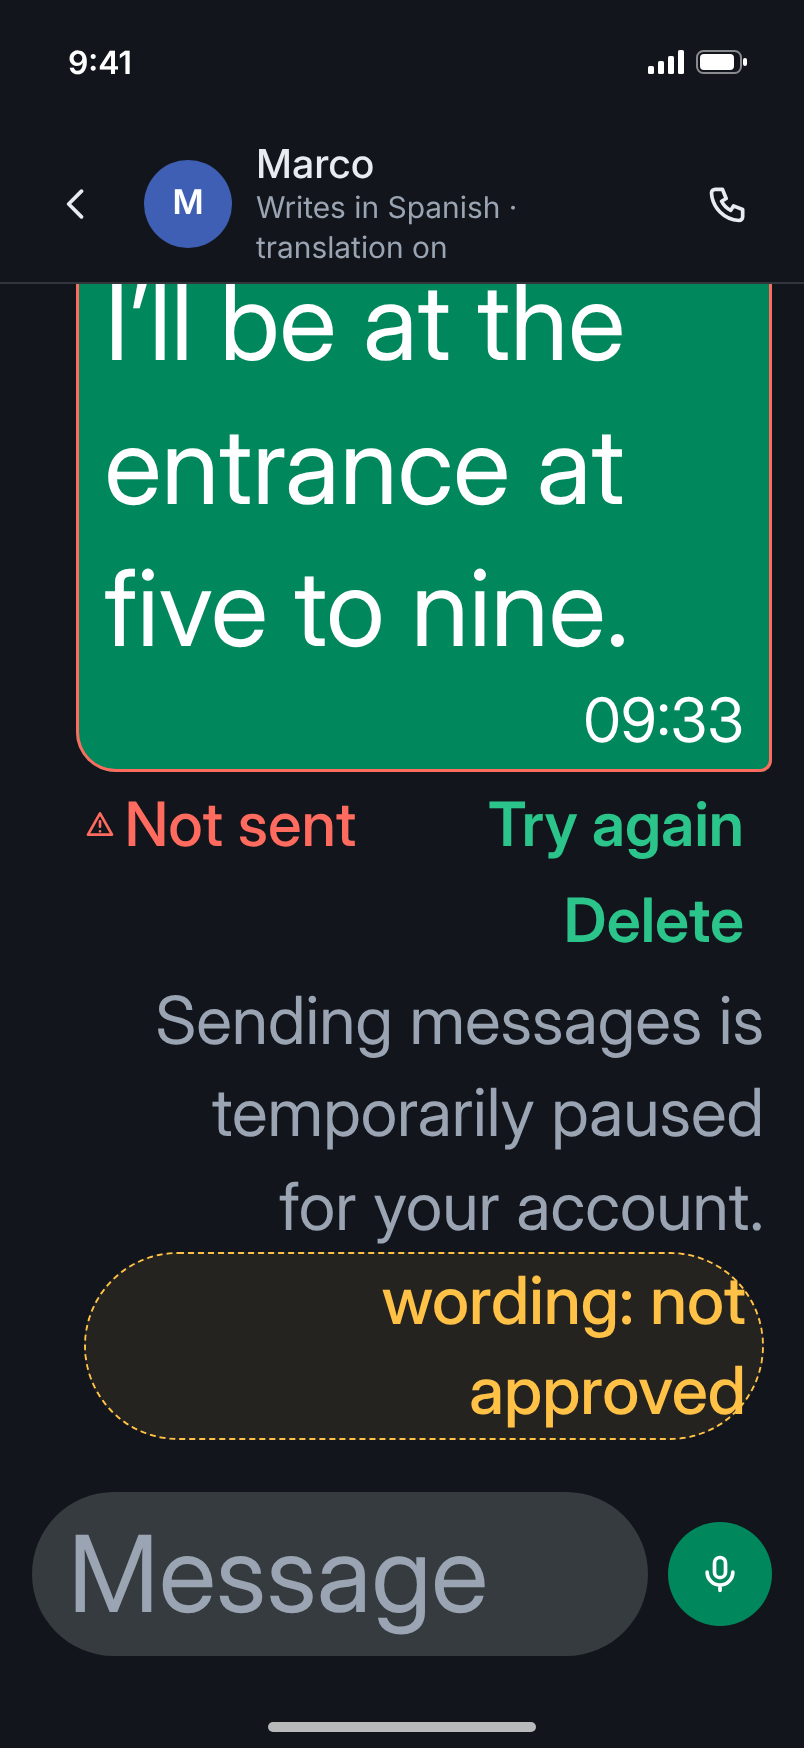 9:41
Marco
M
Writes in Spanish ·
translation on
I’ll be at the
entrance at
five to nine.
09:33
Not sent
Try again
Delete
Sending messages is
temporarily paused
for your account.
wording: not
approved
Message